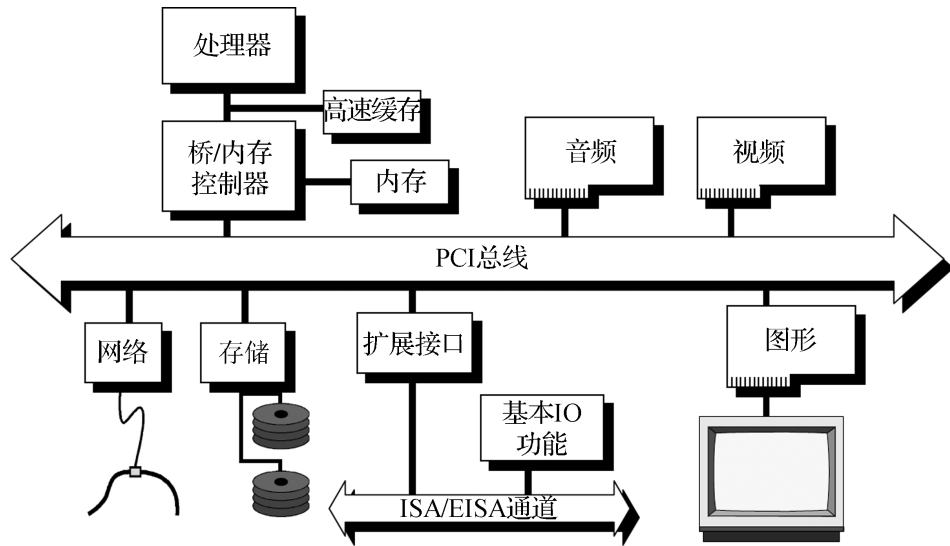 处理器
高速缓存
桥/内存
控制器
内存
音频
视频
PCI总线
网络
存储
扩展接口
图形
基本IO
功能
ISA/EISA通道